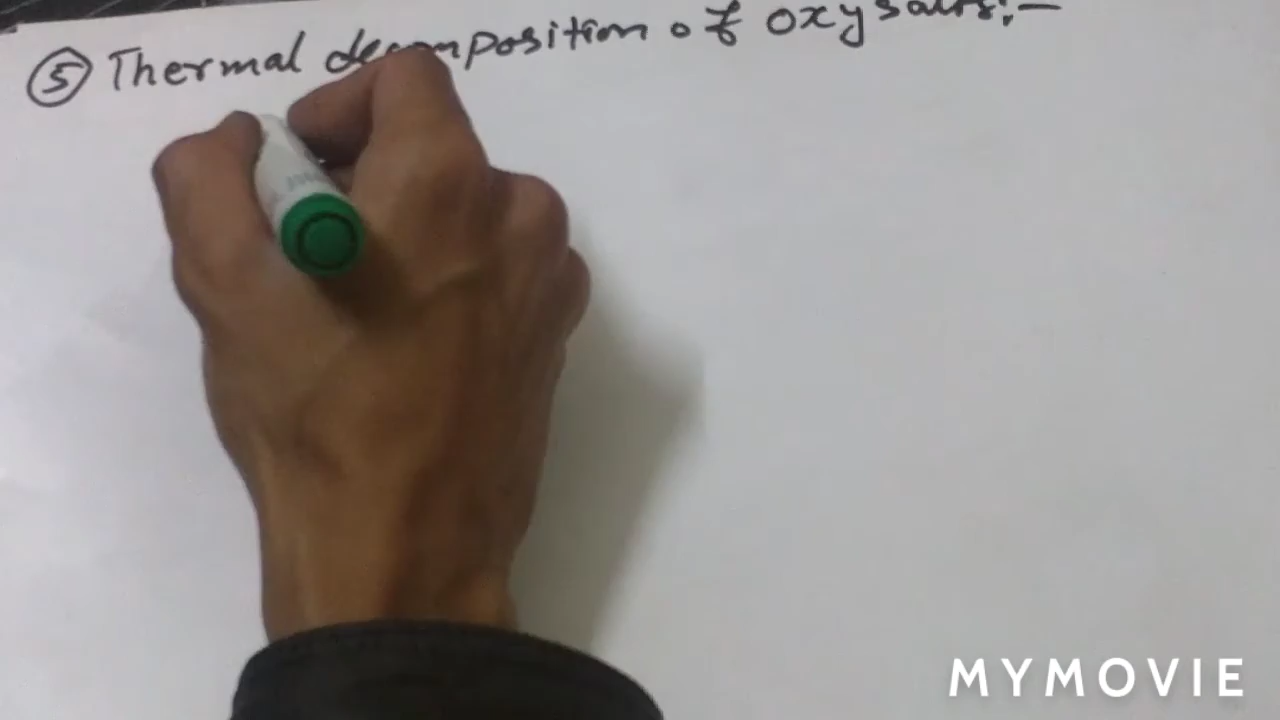 ⑤ Thermal decomposition of oxysalts:-
MYMOVIE